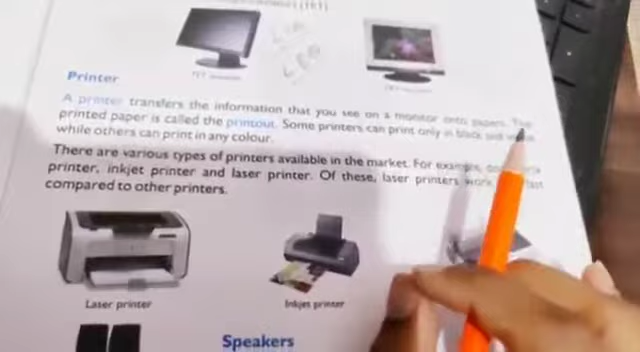 Printer
A printer transfers the information that you see on a monitor onto papers. The
printed paper is called the printout. Some printers can print only in black and
while others can print in any colour.
There are various types of printers available in the market. For example,
printer, inkjet printer and laser printer. Of these, laser printers work fast
compared to other printers.
Laser printer
Inkjet printer
Speakers